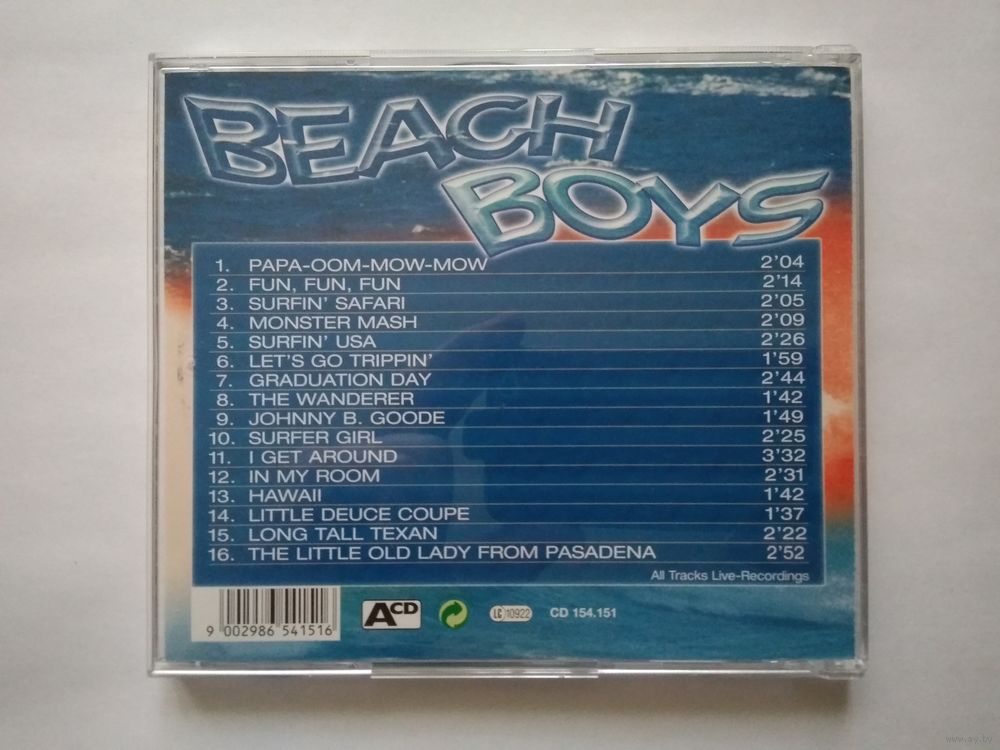 BEACH
BOYS
1. PAPA-OOM-MOW-MOW 2'04
2. FUN, FUN, FUN 2'14
3. SURFIN' SAFARI 2'05
4. MONSTER MASH 2'09
5. SURFIN' USA 2'26
6. LET'S GO TRIPPIN' 1'59
7. GRADUATION DAY 2'44
8. THE WANDERER 1'42
9. JOHNNY B. GOODE 1'49
10. SURFER GIRL 2'25
11. I GET AROUND 3'32
12. IN MY ROOM 2'31
13. HAWAII 1'42
14. LITTLE DEUCE COUPE 1'37
15. LONG TALL TEXAN 2'22
16. THE LITTLE OLD LADY FROM PASADENA 2'52
All Tracks Live-Recordings
9 002986 541516 ACD LC 10922 CD 154.151
www.ay.by